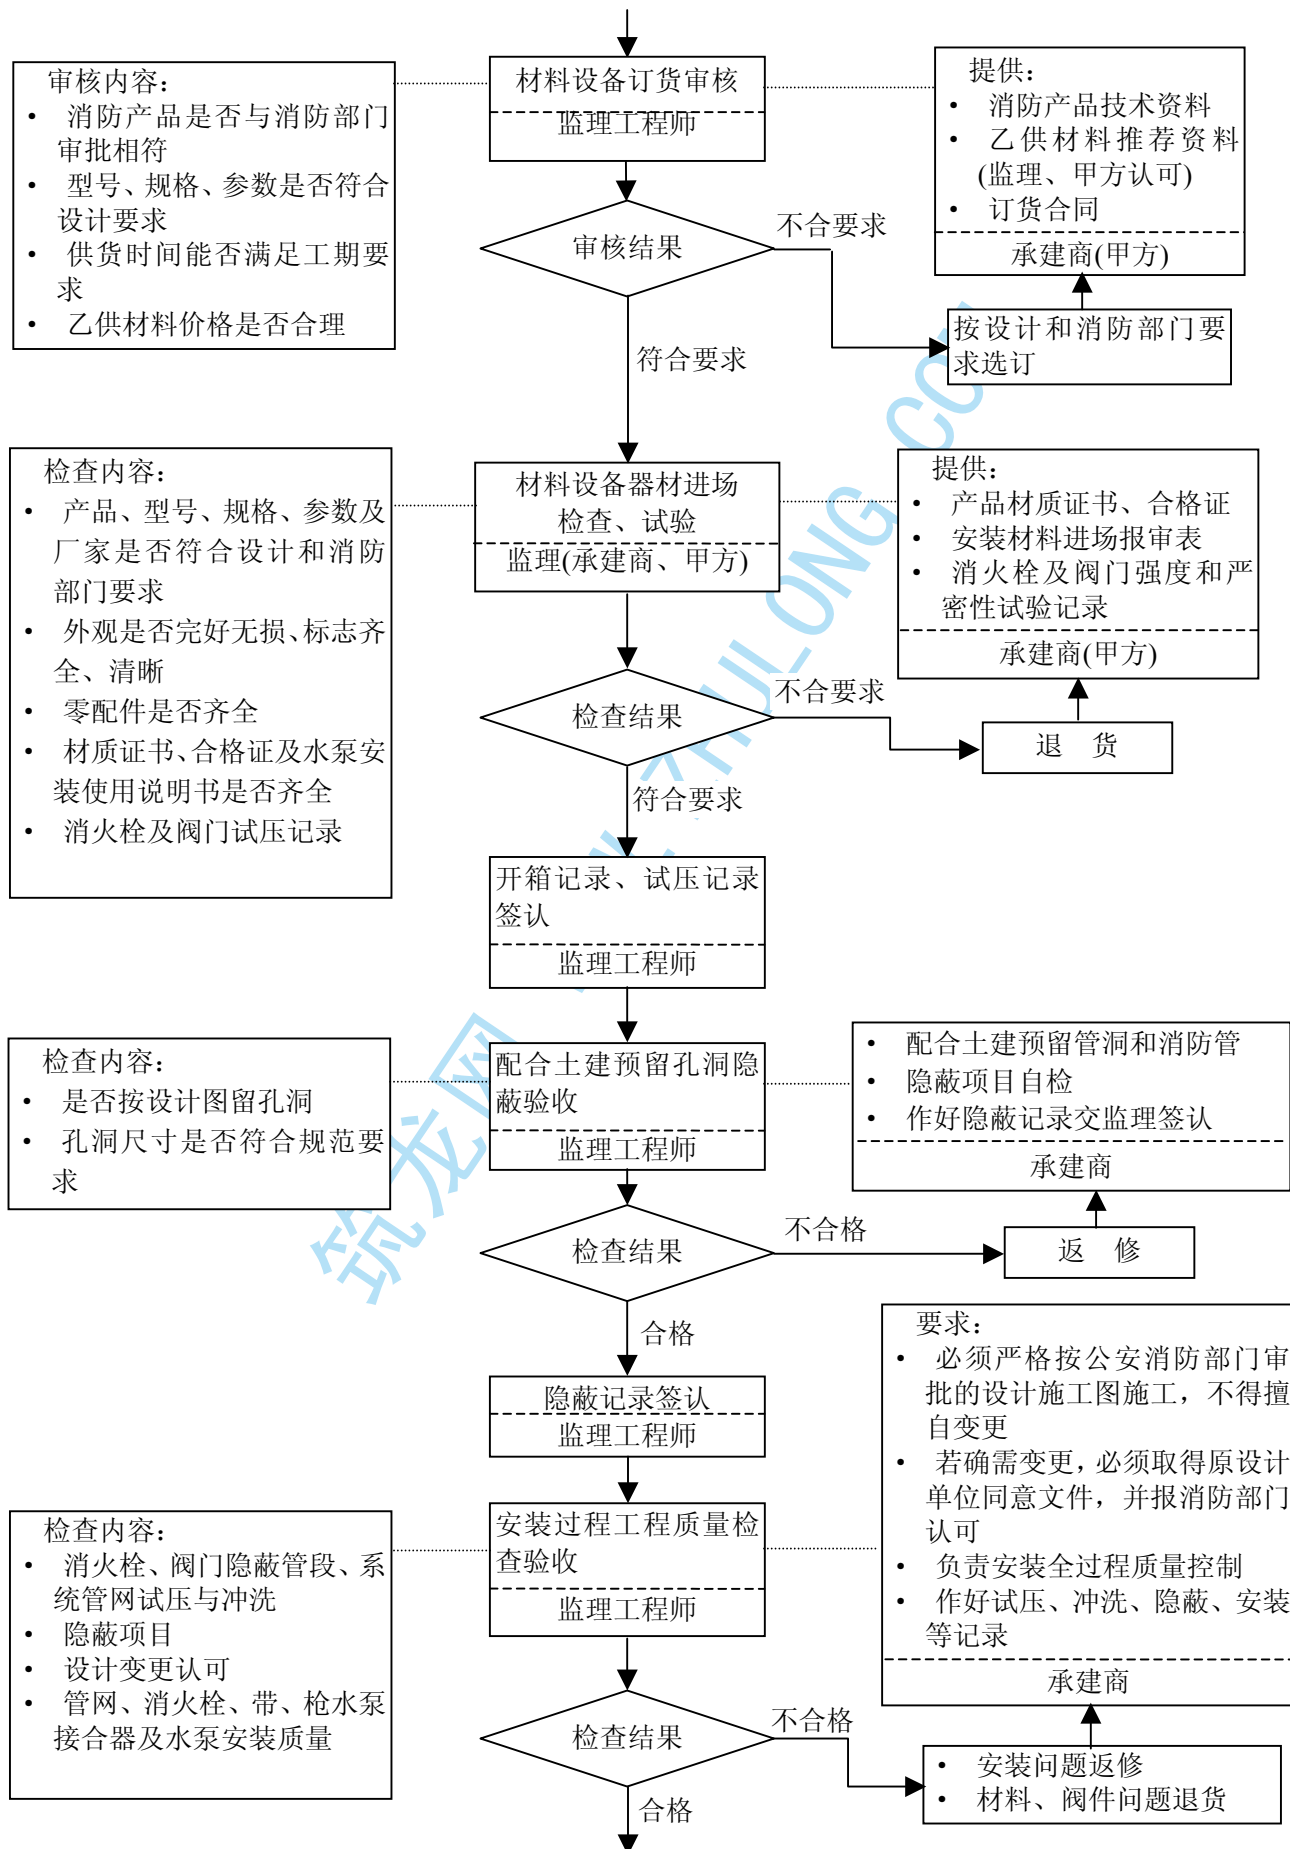 材料设备订货审核
监理工程师
审核内容：
• 消防产品是否与消防部门
审批相符
• 型号、规格、参数是否符合
设计要求
• 供货时间能否满足工期要
求
• 乙供材料价格是否合理
提供：
• 消防产品技术资料
• 乙供材料推荐资料
(监理、甲方认可)
• 订货合同
承建商(甲方)
审核结果
不合要求
按设计和消防部门要
求选订
符合要求
检查内容：
• 产品、型号、规格、参数及
厂家是否符合设计和消防
部门要求
• 外观是否完好无损、标志齐
全、清晰
• 零配件是否齐全
• 材质证书、合格证及水泵安
装使用说明书是否齐全
• 消火栓及阀门试压记录
材料设备器材进场
检查、试验
监理(承建商、甲方)
提供：
• 产品材质证书、合格证
• 安装材料进场报审表
• 消火栓及阀门强度和严
密性试验记录
承建商(甲方)
检查结果
不合要求
退 货
符合要求
开箱记录、试压记录
签认
监理工程师
检查内容：
• 是否按设计图留孔洞
• 孔洞尺寸是否符合规范要
求
配合土建预留孔洞隐
蔽验收
监理工程师
• 配合土建预留管洞和消防管
• 隐蔽项目自检
• 作好隐蔽记录交监理签认
承建商
检查结果
不合格
返 修
合格
隐蔽记录签认
监理工程师
要求：
• 必须严格按公安消防部门审
批的设计施工图施工，不得擅
自变更
• 若确需变更，必须取得原设计
单位同意文件，并报消防部门
认可
• 负责安装全过程质量控制
• 作好试压、冲洗、隐蔽、安装
等记录
承建商
检查内容：
• 消火栓、阀门隐蔽管段、系
统管网试压与冲洗
• 隐蔽项目
• 设计变更认可
• 管网、消火栓、带、枪水泵
接合器及水泵安装质量
安装过程工程质量检
查验收
监理工程师
检查结果
不合格
• 安装问题返修
• 材料、阀件问题退货
合格
筑龙网